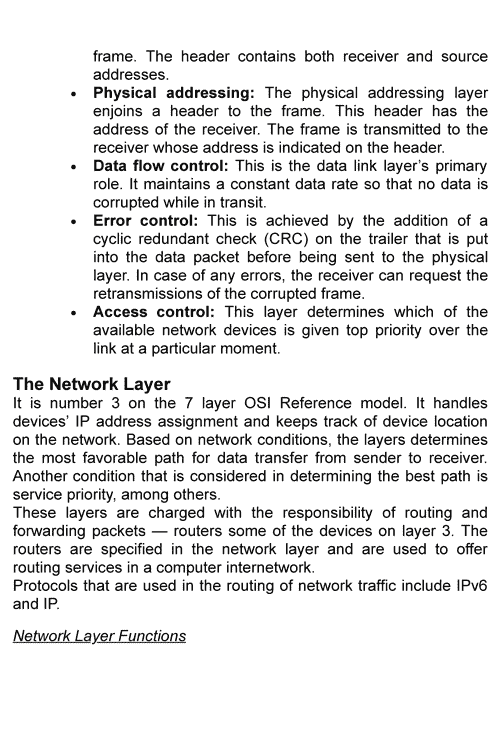 frame. The header contains both receiver and source
addresses.
• Physical addressing: The physical addressing layer
enjoins a header to the frame. This header has the
address of the receiver. The frame is transmitted to the
receiver whose address is indicated on the header.
• Data flow control: This is the data link layer's primary
role. It maintains a constant data rate so that no data is
corrupted while in transit.
• Error control: This is achieved by the addition of a
cyclic redundant check (CRC) on the trailer that is put
into the data packet before being sent to the physical
layer. In case of any errors, the receiver can request the
retransmissions of the corrupted frame.
• Access control: This layer determines which of the
available network devices is given top priority over the
link at a particular moment.
The Network Layer
It is number 3 on the 7 layer OSI Reference model. It handles
devices' IP address assignment and keeps track of device location
on the network. Based on network conditions, the layers determines
the most favorable path for data transfer from sender to receiver.
Another condition that is considered in determining the best path is
service priority, among others.
These layers are charged with the responsibility of routing and
forwarding packets — routers some of the devices on layer 3. The
routers are specified in the network layer and are used to offer
routing services in a computer internetwork.
Protocols that are used in the routing of network traffic include IPv6
and IP.
Network Layer Functions